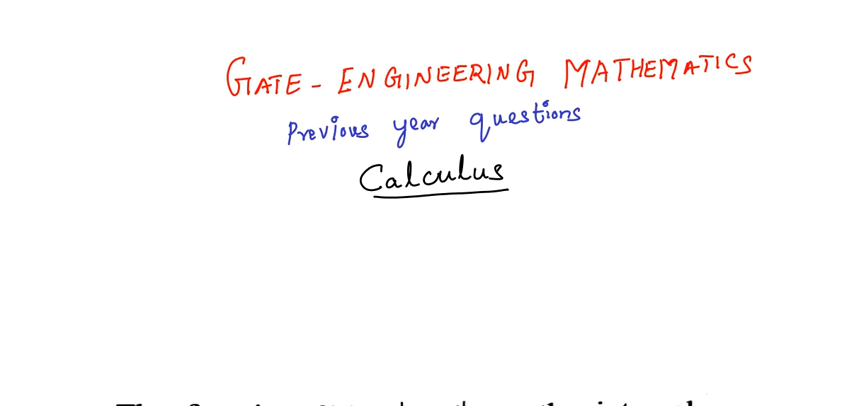 GATE - ENGINEERING MATHEMATICS
Previous year questions
Calculus